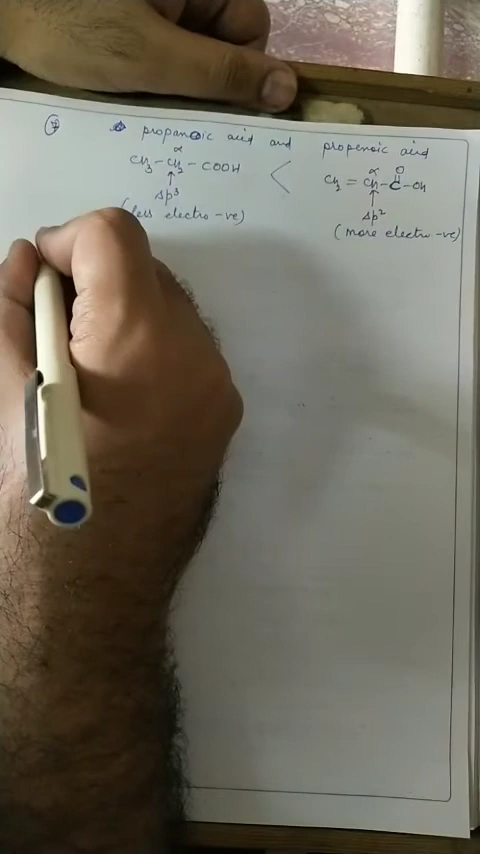 propanoic acid and propenoic acid
CH3 - CH2 - COOH < CH2 = CH - C - OH
α α O
sp³ sp²
(less electro -ve) (more electro -ve)